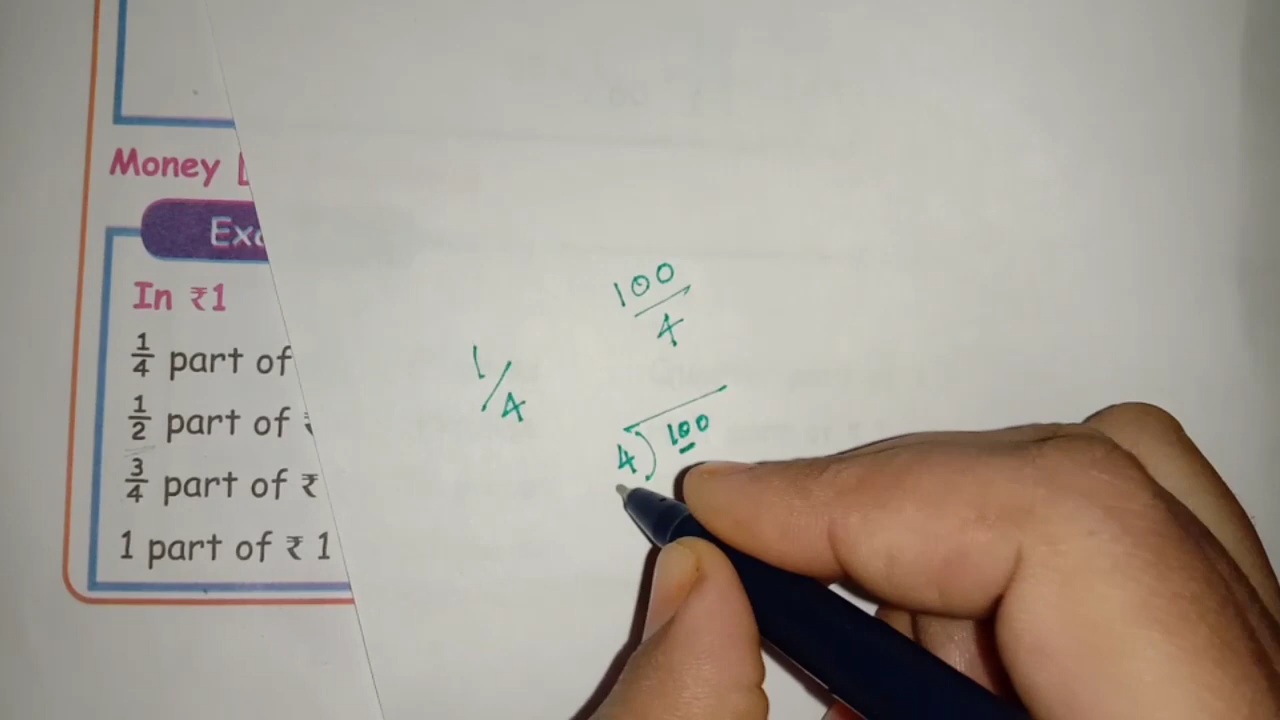 Money
In ₹1
1/4 part of
1/2 part of
3/4 part of ₹
1 part of ₹ 1
100/4
1/4
4) 100